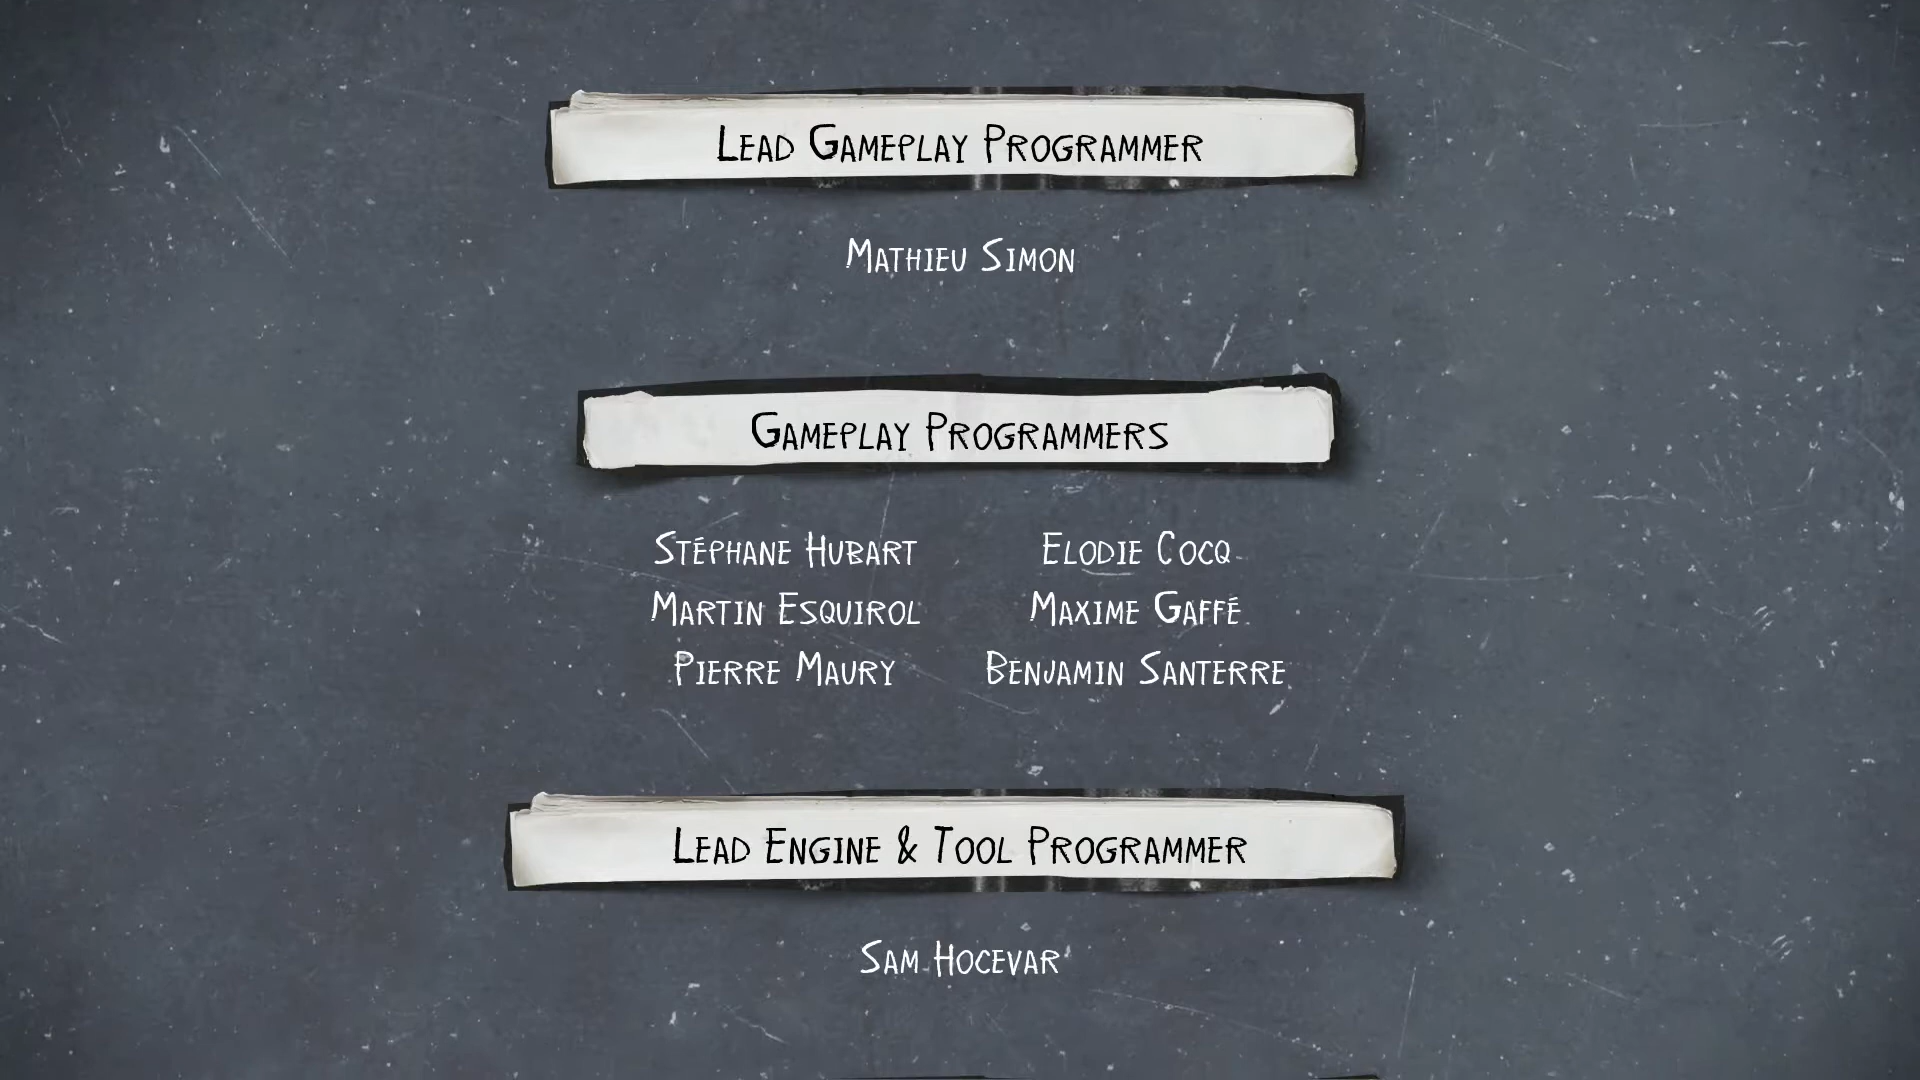 Lead Gameplay Programmer
Mathieu Simon
Gameplay Programmers
Stéphane Hubart Elodie Cocq
Martin Esquirol Maxime Gaffé
Pierre Maury Benjamin Santerre
Lead Engine & Tool Programmer
Sam Hocevar